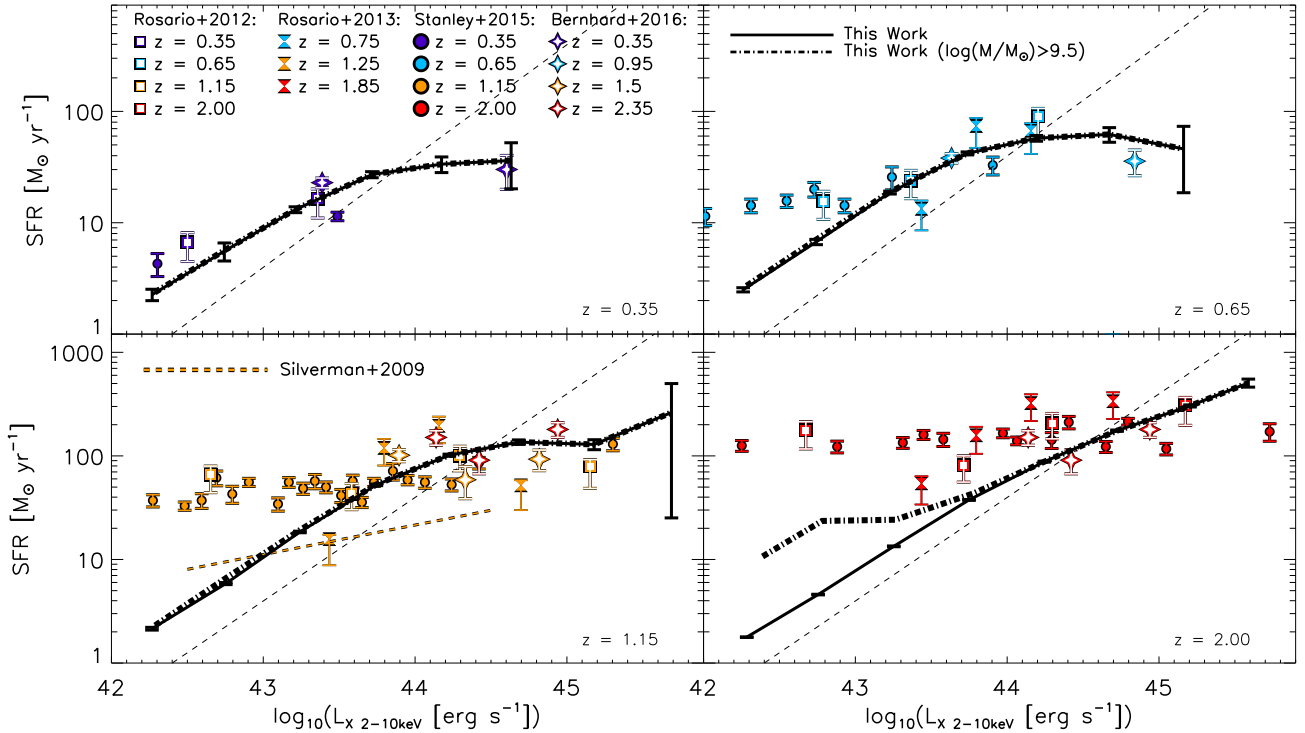 Rosario+2012: Rosario+2013: Stanley+2015: Bernhard+2016:
z = 0.35 z = 0.75 z = 0.35 z = 0.35
z = 0.65 z = 1.25 z = 0.65 z = 0.95
z = 1.15 z = 1.85 z = 1.15 z = 1.5
z = 2.00 z = 2.00 z = 2.35
This Work
This Work (log(M/M⊙)>9.5)
100
10
1
SFR [M⊙ yr⁻¹]
z = 0.35
z = 0.65
Silverman+2009
1000
100
10
1
SFR [M⊙ yr⁻¹]
z = 1.15
z = 2.00
42 43 44 45 42 43 44 45
log₁₀(L_X 2−10keV [erg s⁻¹]) log₁₀(L_X 2−10keV [erg s⁻¹])